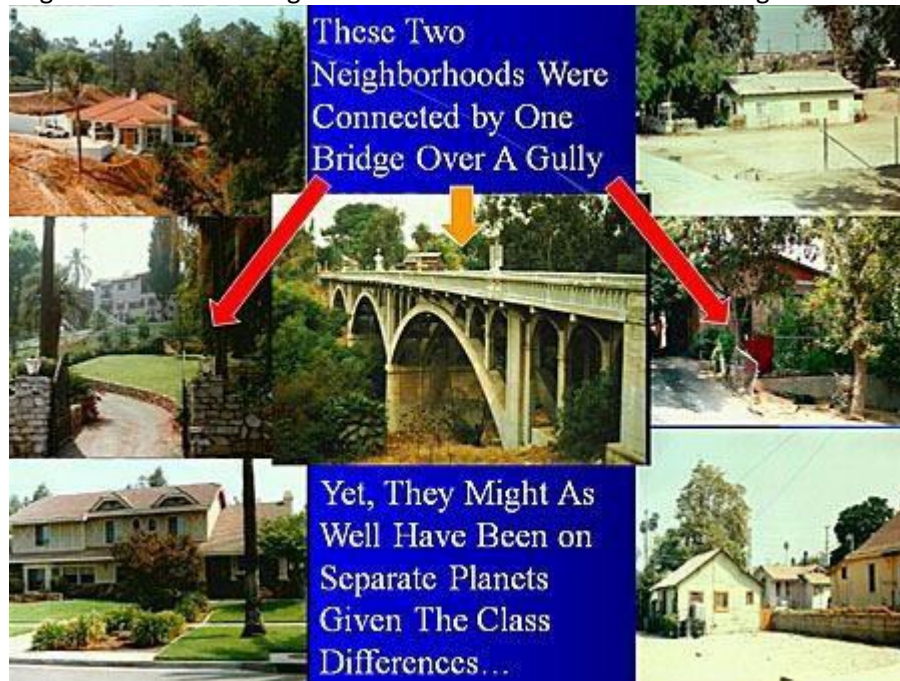 These Two
Neighborhoods Were
Connected by One
Bridge Over A Gully
Yet, They Might As
Well Have Been on
Separate Planets
Given The Class
Differences…